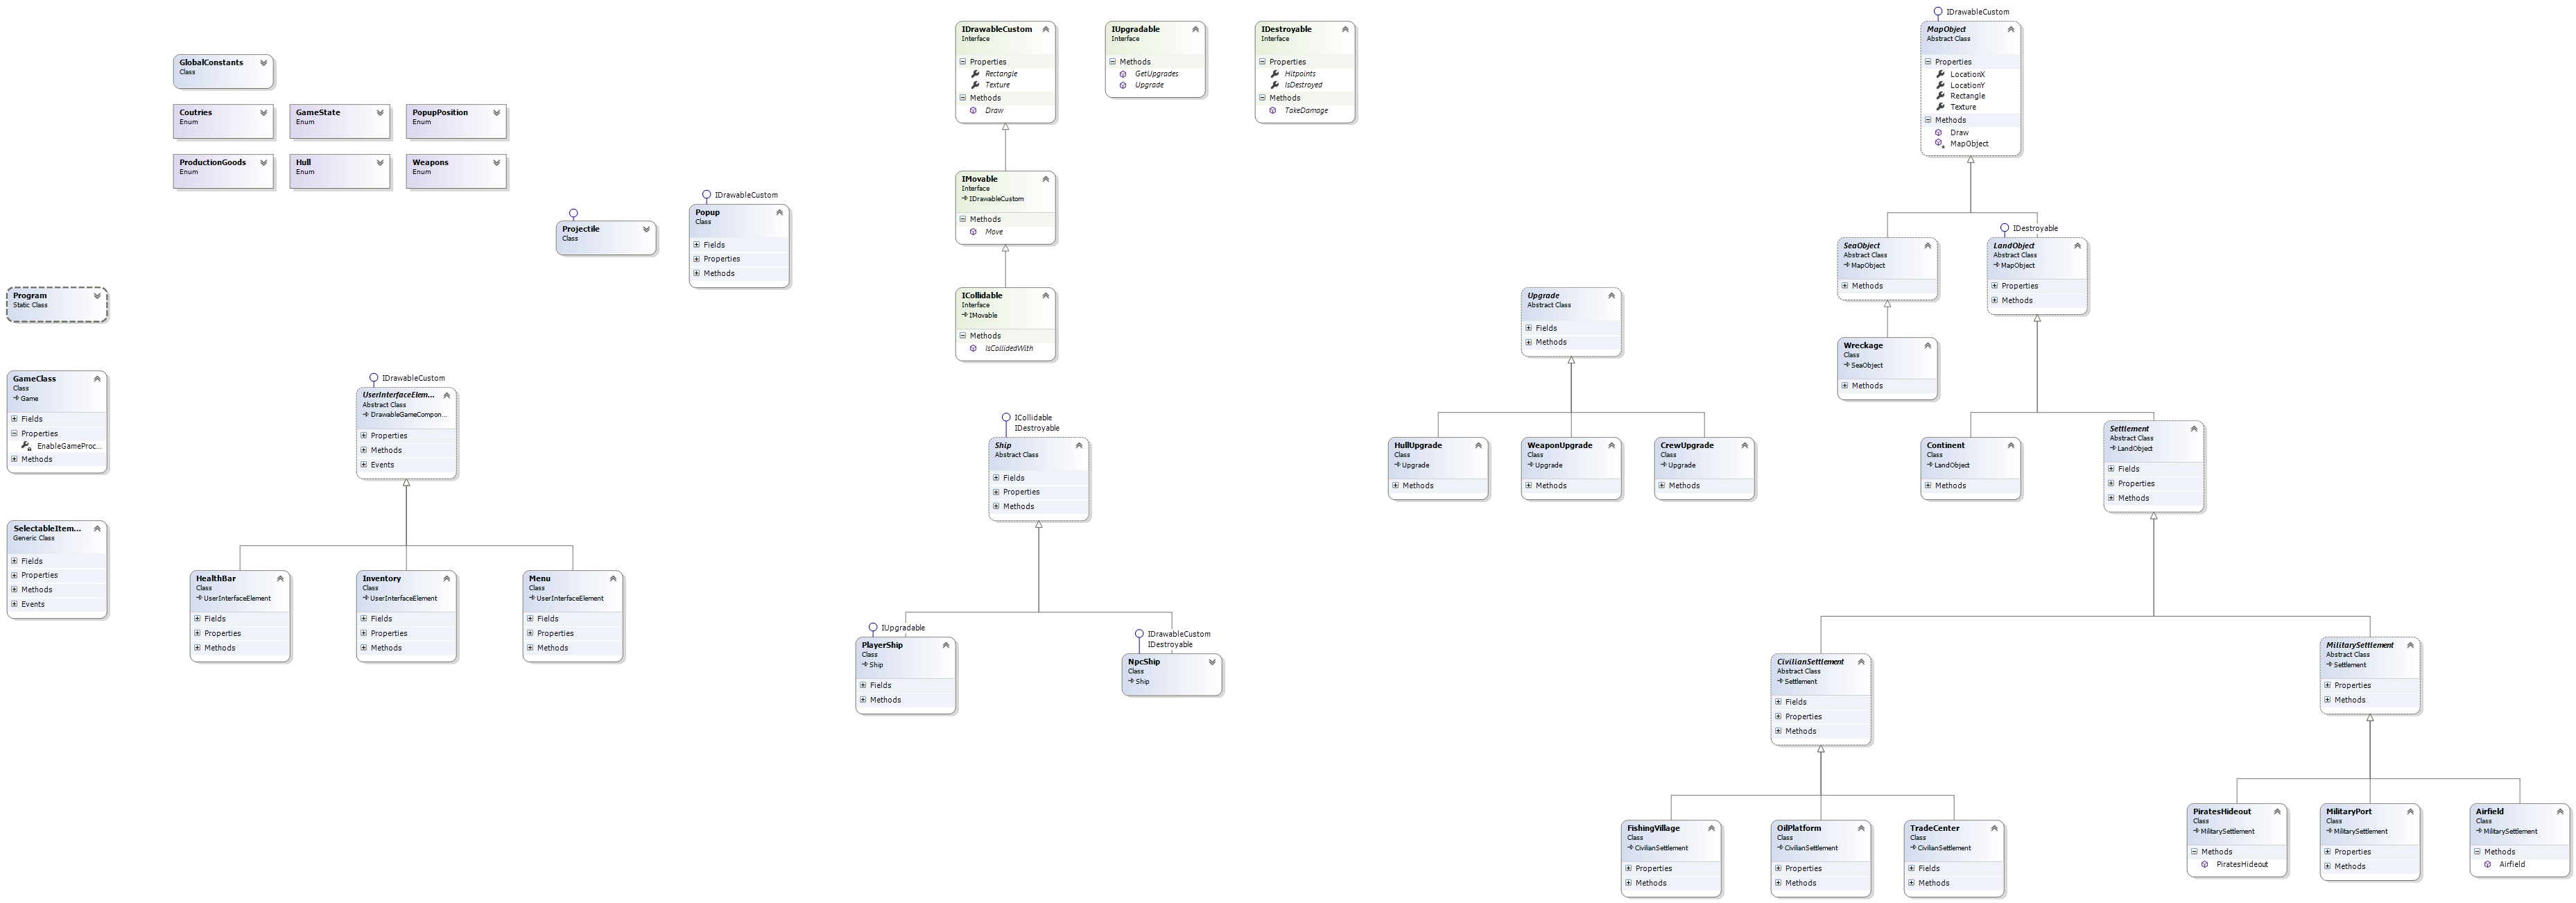 GlobalConstants
Class
Coutries
Enum
GameState
Enum
PopupPosition
Enum
ProductionGoods
Enum
Hull
Enum
Weapons
Enum
Projectile
Class
IDrawableCustom
Popup
Class
Fields
Properties
Methods
Program
Static Class
GameClass
Class
Game
Fields
Properties
EnableGameProc...
Methods
SelectableItem...
Generic Class
Fields
Properties
Methods
Events
IDrawableCustom
UserInterfaceElem...
Abstract Class
DrawableGameCompon...
Properties
Methods
Events
HealthBar
Class
UserInterfaceElement
Fields
Properties
Methods
Inventory
Class
UserInterfaceElement
Fields
Properties
Methods
Menu
Class
UserInterfaceElement
Fields
Properties
Methods
IDrawableCustom
Interface
Properties
Rectangle
Texture
Methods
Draw
IUpgradable
Interface
Methods
GetUpgrades
Upgrade
IDestroyable
Interface
Properties
Hitpoints
IsDestroyed
Methods
TakeDamage
IMovable
Interface
IDrawableCustom
Methods
Move
ICollidable
Interface
IMovable
Methods
IsCollidedWith
ICollidable
IDestroyable
Ship
Abstract Class
Fields
Properties
Methods
IUpgradable
PlayerShip
Class
Ship
Fields
Methods
IDrawableCustom
IDestroyable
NpcShip
Class
Ship
Upgrade
Abstract Class
Fields
Methods
HullUpgrade
Class
Upgrade
Methods
WeaponUpgrade
Class
Upgrade
Methods
CrewUpgrade
Class
Upgrade
Methods
IDrawableCustom
MapObject
Abstract Class
Properties
LocationX
LocationY
Rectangle
Texture
Methods
Draw
MapObject
SeaObject
Abstract Class
MapObject
Methods
IDestroyable
LandObject
Abstract Class
MapObject
Properties
Methods
Wreckage
Class
SeaObject
Methods
Continent
Class
LandObject
Methods
Settlement
Abstract Class
LandObject
Fields
Properties
Methods
CivilianSettlement
Abstract Class
Settlement
Fields
Properties
Methods
MilitarySettlement
Abstract Class
Settlement
Properties
Methods
FishingVillage
Class
CivilianSettlement
Properties
Methods
OilPlatform
Class
CivilianSettlement
Properties
Methods
TradeCenter
Class
CivilianSettlement
Fields
Methods
PiratesHideout
Class
MilitarySettlement
Methods
PiratesHideout
MilitaryPort
Class
MilitarySettlement
Properties
Methods
Airfield
Class
MilitarySettlement
Methods
Airfield